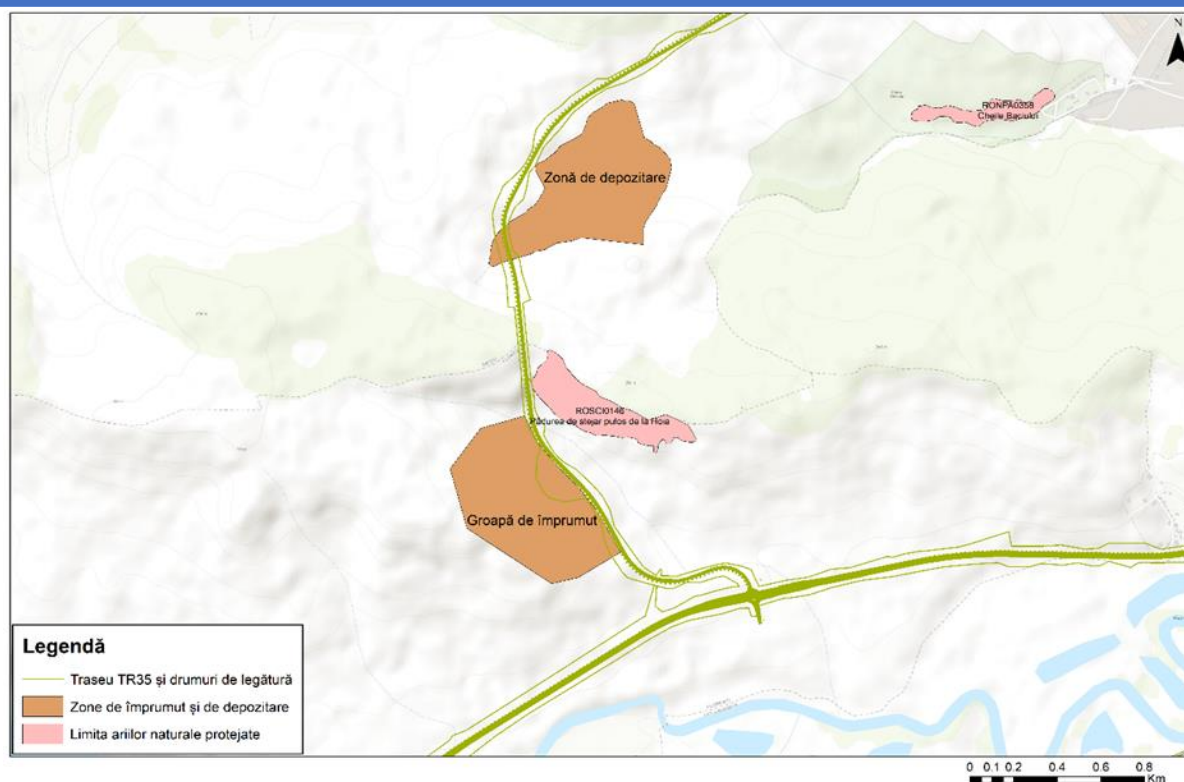 N
RONPA0358
Cheile Baciului
Zonă de depozitare
ROSCI0146
Pădurea de stejar pufos de la Hoia
Groapă de împrumut
Legendă
Traseu TR35 și drumuri de legătură
Zone de împrumut și de depozitare
Limita ariilor naturale protejate
0 0.1 0.2 0.4 0.6 0.8
Km